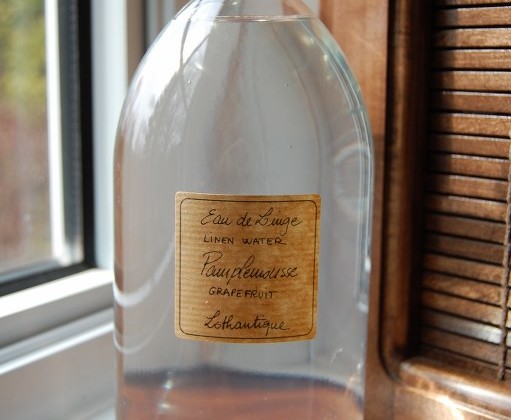 Eau de Linge
LINEN WATER
Pamplemousse
GRAPEFRUIT
Lothantique